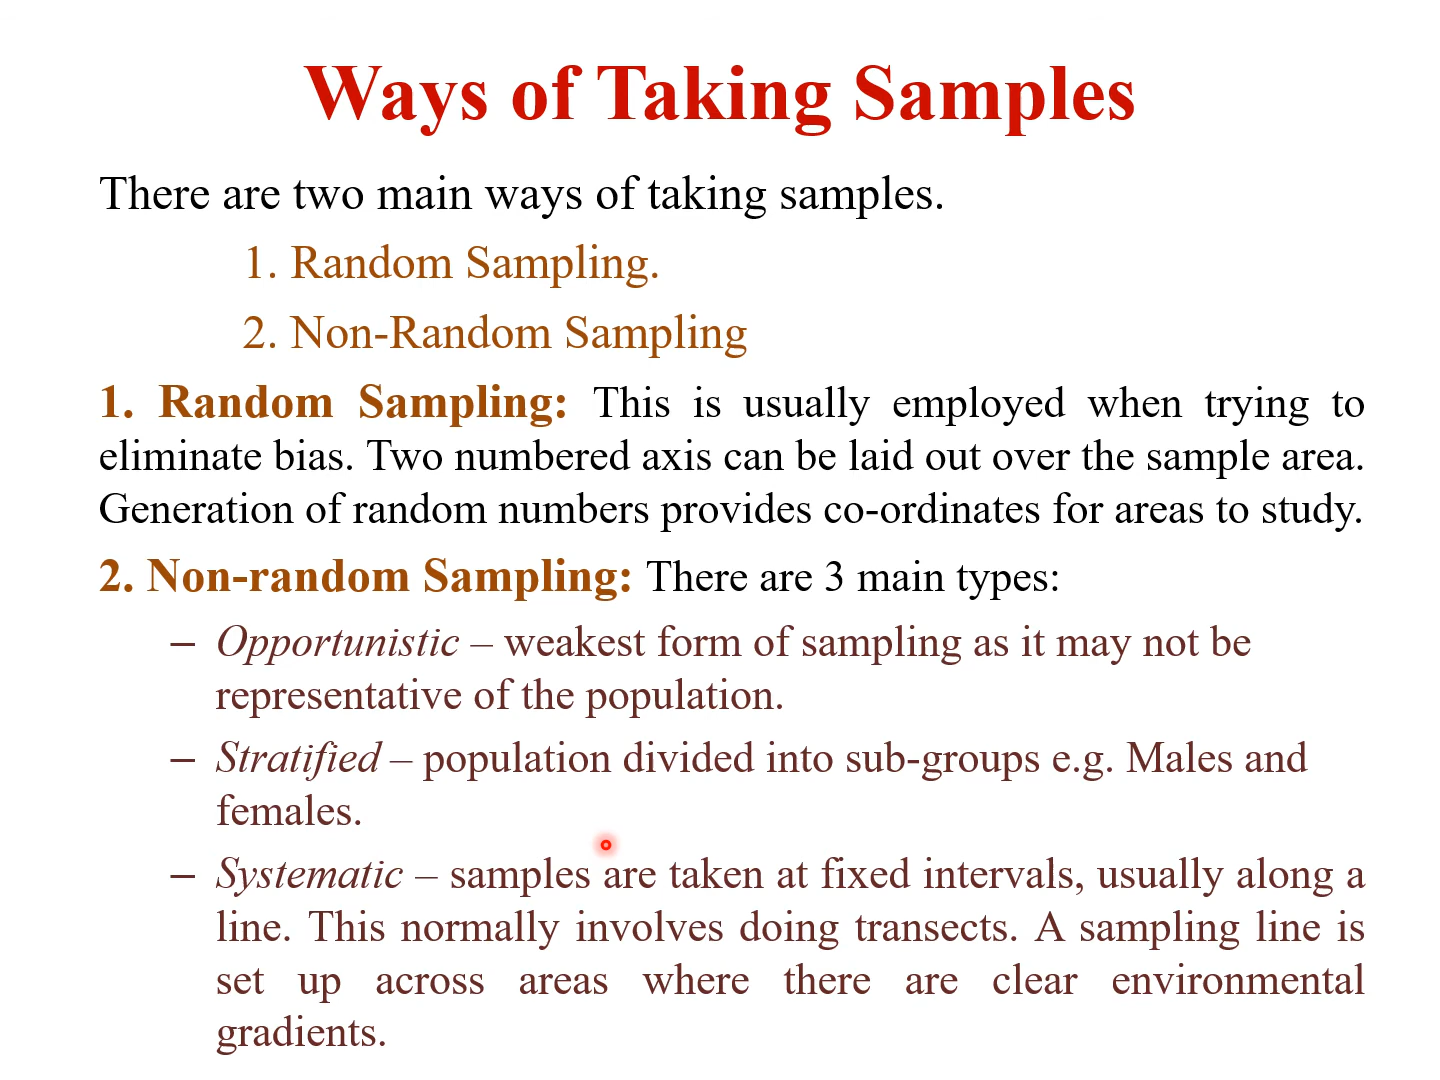 Ways of Taking Samples
There are two main ways of taking samples.
1. Random Sampling.
2. Non-Random Sampling
1. Random Sampling: This is usually employed when trying to
eliminate bias. Two numbered axis can be laid out over the sample area.
Generation of random numbers provides co-ordinates for areas to study.
2. Non-random Sampling: There are 3 main types:
– Opportunistic – weakest form of sampling as it may not be
representative of the population.
– Stratified – population divided into sub-groups e.g. Males and
females.
– Systematic – samples are taken at fixed intervals, usually along a
line. This normally involves doing transects. A sampling line is
set up across areas where there are clear environmental
gradients.